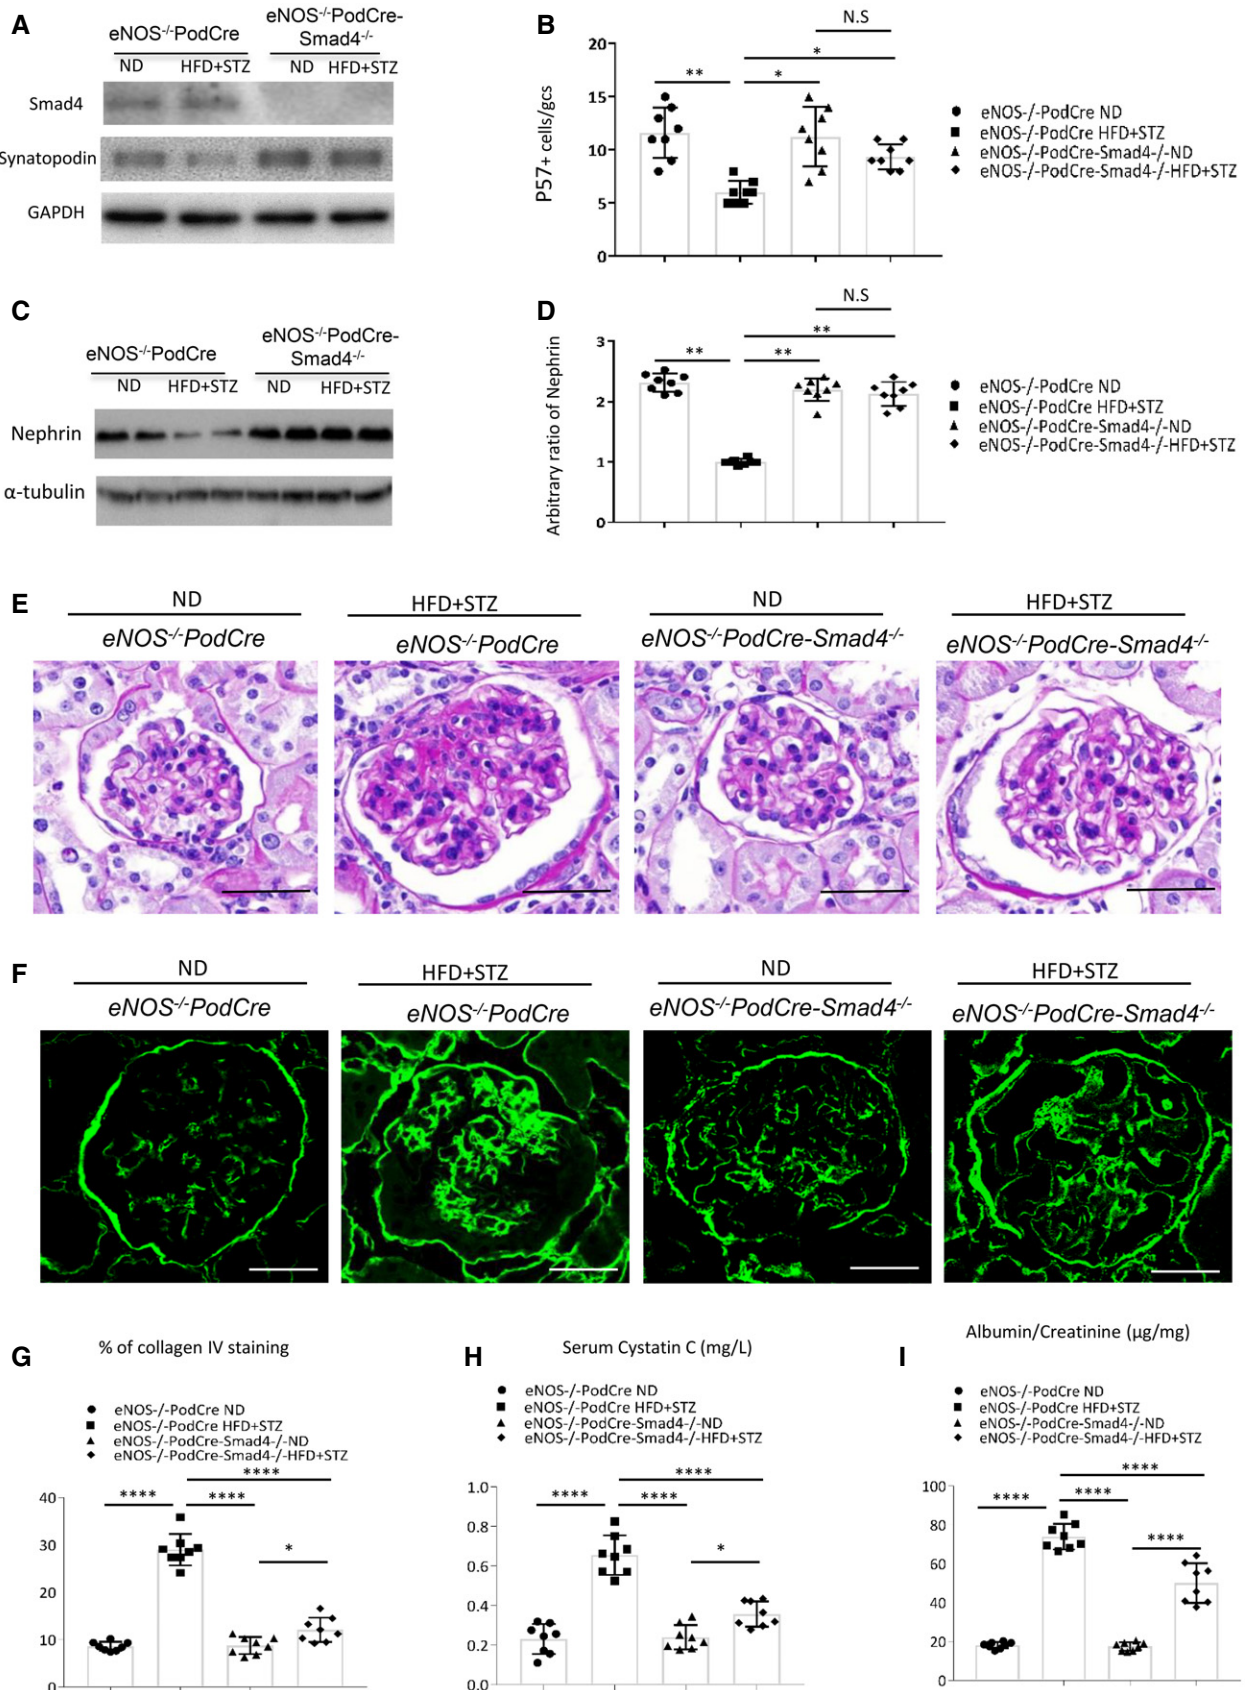 A
eNOS-/-PodCre
eNOS-/-PodCre-
Smad4-/-
ND HFD+STZ ND HFD+STZ
Smad4
Synatopodin
GAPDH
B
N.S
*
** *
P57+ cells/gcs
20
15
10
5
0
eNOS-/-PodCre ND
eNOS-/-PodCre HFD+STZ
eNOS-/-PodCre-Smad4-/-ND
eNOS-/-PodCre-Smad4-/-HFD+STZ
C
eNOS-/-PodCre
eNOS-/-PodCre-
Smad4-/-
ND HFD+STZ ND HFD+STZ
Nephrin
α-tubulin
D
N.S
**
** **
Arbitrary ratio of Nephrin
3
2
1
0
eNOS-/-PodCre ND
eNOS-/-PodCre HFD+STZ
eNOS-/-PodCre-Smad4-/-ND
eNOS-/-PodCre-Smad4-/-HFD+STZ
E
ND HFD+STZ ND HFD+STZ
eNOS-/-PodCre eNOS-/-PodCre eNOS-/-PodCre-Smad4-/- eNOS-/-PodCre-Smad4-/-
F
ND HFD+STZ ND HFD+STZ
eNOS-/-PodCre eNOS-/-PodCre eNOS-/-PodCre-Smad4-/- eNOS-/-PodCre-Smad4-/-
G
% of collagen IV staining
eNOS-/-PodCre ND
eNOS-/-PodCre HFD+STZ
eNOS-/-PodCre-Smad4-/-ND
eNOS-/-PodCre-Smad4-/-HFD+STZ
****
**** ****
*
40
30
20
10
0
H
Serum Cystatin C (mg/L)
eNOS-/-PodCre ND
eNOS-/-PodCre HFD+STZ
eNOS-/-PodCre-Smad4-/-ND
eNOS-/-PodCre-Smad4-/-HFD+STZ
****
**** ****
*
1.0
0.8
0.6
0.4
0.2
0.0
I
Albumin/Creatinine (μg/mg)
eNOS-/-PodCre ND
eNOS-/-PodCre HFD+STZ
eNOS-/-PodCre-Smad4-/-ND
eNOS-/-PodCre-Smad4-/-HFD+STZ
****
**** ****
****
100
80
60
40
20
0